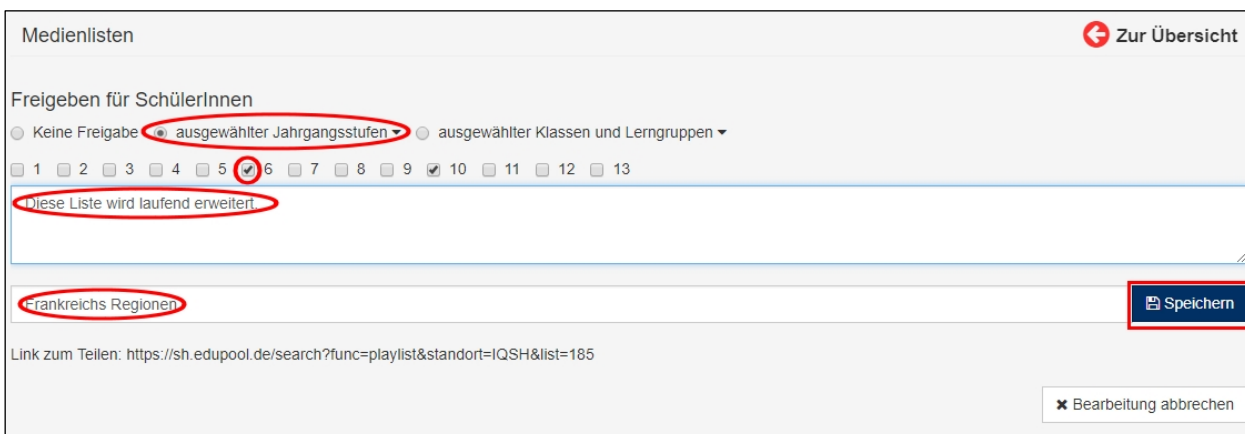 Medienlisten Zur Übersicht
Freigeben für SchülerInnen
Keine Freigabe ausgewählter Jahrgangsstufen ausgewählter Klassen und Lerngruppen
1 2 3 4 5 6 7 8 9 10 11 12 13
Diese Liste wird laufend erweitert.
Frankreichs Regionen Speichern
Link zum Teilen: https://sh.edupool.de/search?func=playlist&standort=IQSH&list=185
Bearbeitung abbrechen